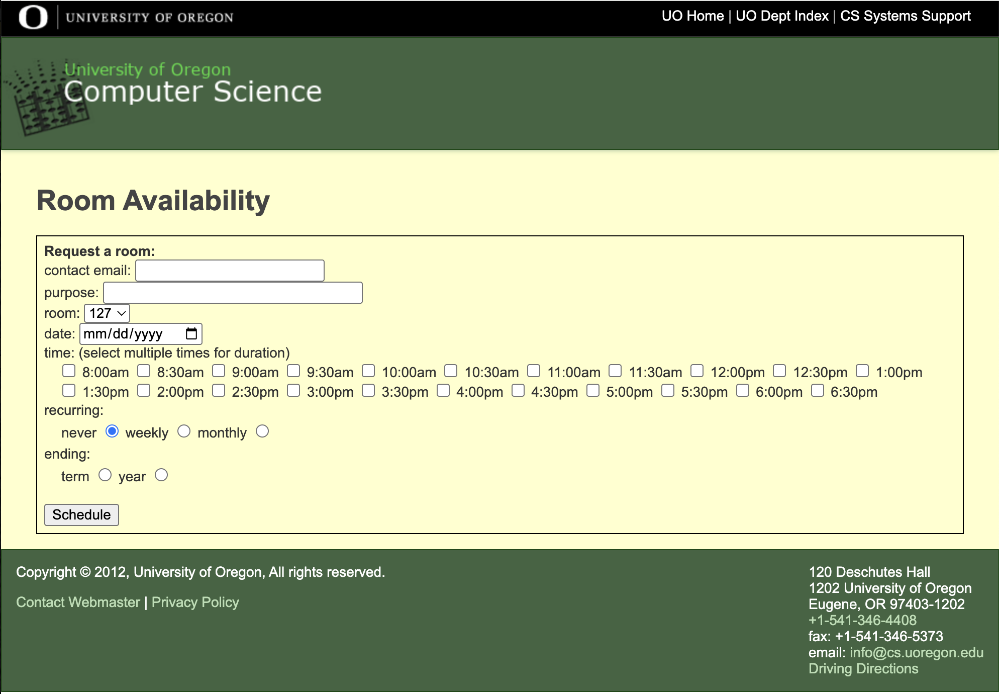 UNIVERSITY OF OREGON
UO Home | UO Dept Index | CS Systems Support
University of Oregon
Computer Science
Room Availability
Request a room:
contact email:
purpose:
room: 127
date: mm/dd/yyyy
time: (select multiple times for duration)
8:00am 8:30am 9:00am 9:30am 10:00am 10:30am 11:00am 11:30am 12:00pm 12:30pm 1:00pm
1:30pm 2:00pm 2:30pm 3:00pm 3:30pm 4:00pm 4:30pm 5:00pm 5:30pm 6:00pm 6:30pm
recurring:
never weekly monthly
ending:
term year
Schedule
Copyright © 2012, University of Oregon, All rights reserved.
Contact Webmaster | Privacy Policy
120 Deschutes Hall
1202 University of Oregon
Eugene, OR 97403-1202
+1-541-346-4408
fax: +1-541-346-5373
email: info@cs.uoregon.edu
Driving Directions